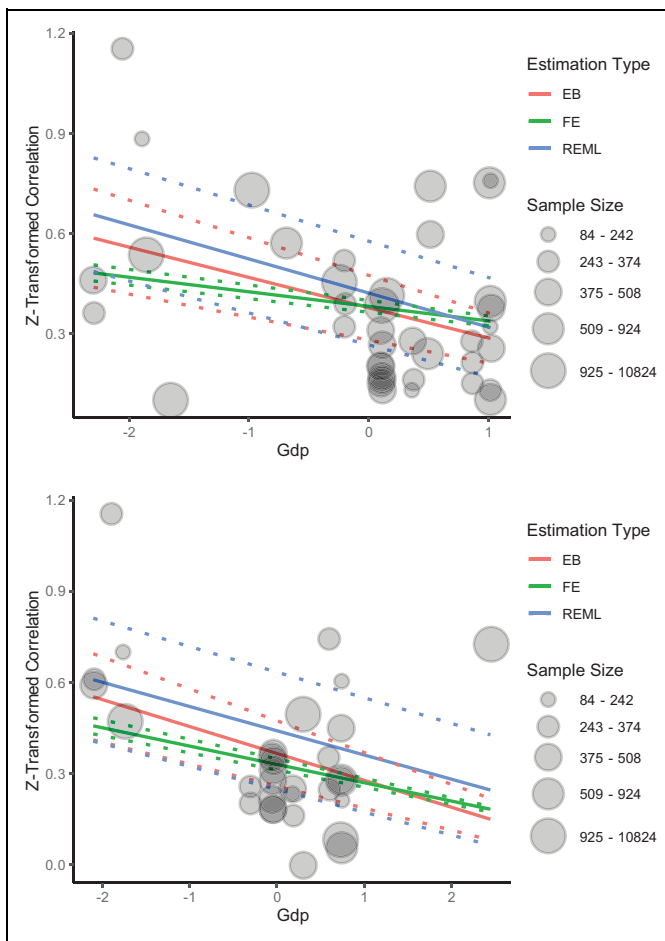 1.2
0.9
0.6
0.3
Z-Transformed Correlation
-2
-1
0
1
Gdp
Estimation Type
EB
FE
REML
Sample Size
84 - 242
243 - 374
375 - 508
509 - 924
925 - 10824
1.2
0.9
0.6
0.3
0.0
Z-Transformed Correlation
-2
-1
0
1
2
Gdp
Estimation Type
EB
FE
REML
Sample Size
84 - 242
243 - 374
375 - 508
509 - 924
925 - 10824